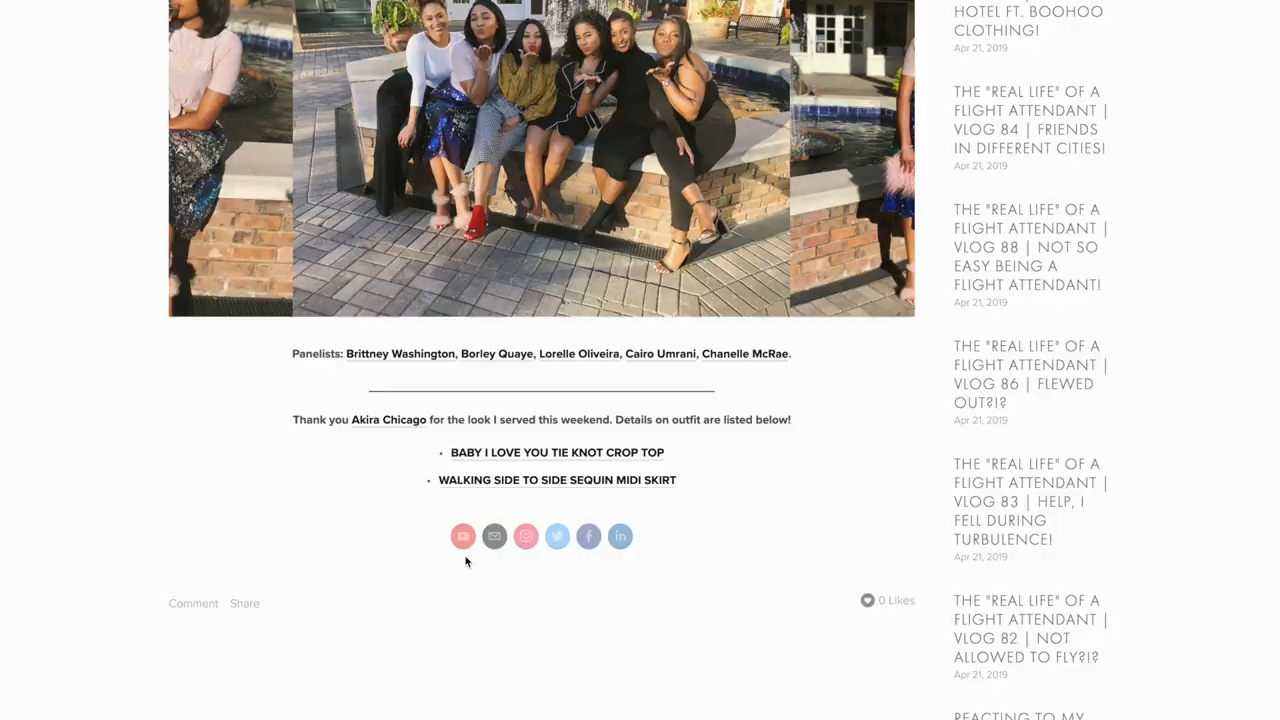 Panelists: Brittney Washington, Borley Quaye, Lorelle Oliveira, Cairo Umrani, Chanelle McRae.
Thank you Akira Chicago for the look I served this weekend. Details on outfit are listed below!
• BABY I LOVE YOU TIE KNOT CROP TOP
• WALKING SIDE TO SIDE SEQUIN MIDI SKIRT
Comment Share
0 Likes
HOTEL FT. BOOHOO
CLOTHING!
Apr 21, 2019
THE "REAL LIFE" OF A
FLIGHT ATTENDANT |
VLOG 84 | FRIENDS
IN DIFFERENT CITIES!
Apr 21, 2019
THE "REAL LIFE" OF A
FLIGHT ATTENDANT |
VLOG 88 | NOT SO
EASY BEING A
FLIGHT ATTENDANT!
Apr 21, 2019
THE "REAL LIFE" OF A
FLIGHT ATTENDANT |
VLOG 86 | FLEWED
OUT?!?
Apr 21, 2019
THE "REAL LIFE" OF A
FLIGHT ATTENDANT |
VLOG 83 | HELP, I
FELL DURING
TURBULENCE!
Apr 21, 2019
THE "REAL LIFE" OF A
FLIGHT ATTENDANT |
VLOG 82 | NOT
ALLOWED TO FLY?!?
Apr 21, 2019
REACTING TO MY